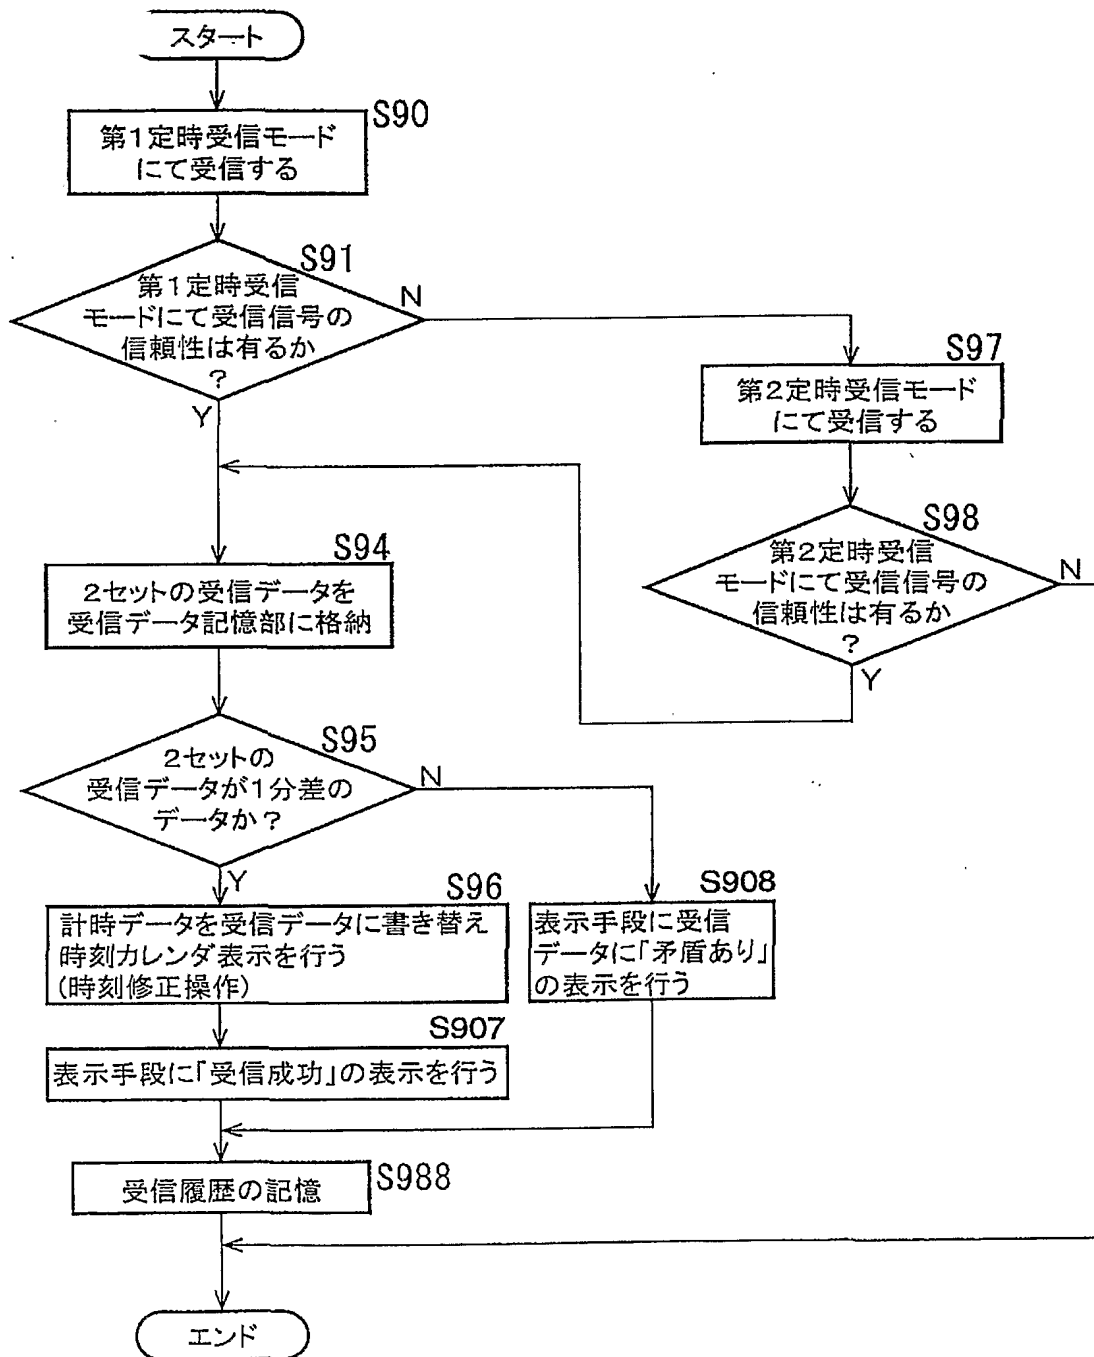 スタート
S90
第1定時受信モード
にて受信する
S91
第1定時受信
モードにて受信信号の
信頼性は有るか
?
N
Y
S97
第2定時受信モード
にて受信する
S98
第2定時受信
モードにて受信信号の
信頼性は有るか
?
N
Y
S94
2セットの受信データを
受信データ記憶部に格納
S95
2セットの
受信データが1分差の
データか?
N
Y
S96
計時データを受信データに書き替え
時刻カレンダ表示を行う
(時刻修正操作)
S908
表示手段に受信
データに「矛盾あり」
の表示を行う
S907
表示手段に「受信成功」の表示を行う
S988
受信履歴の記憶
エンド